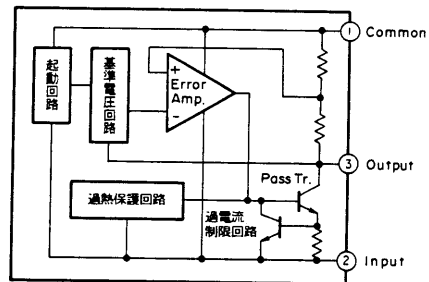 ① Common
起動回路
基準電圧回路
+
Error
Amp.
-
③ Output
Pass Tr.
過熱保護回路
過電流
制限回路
② Input